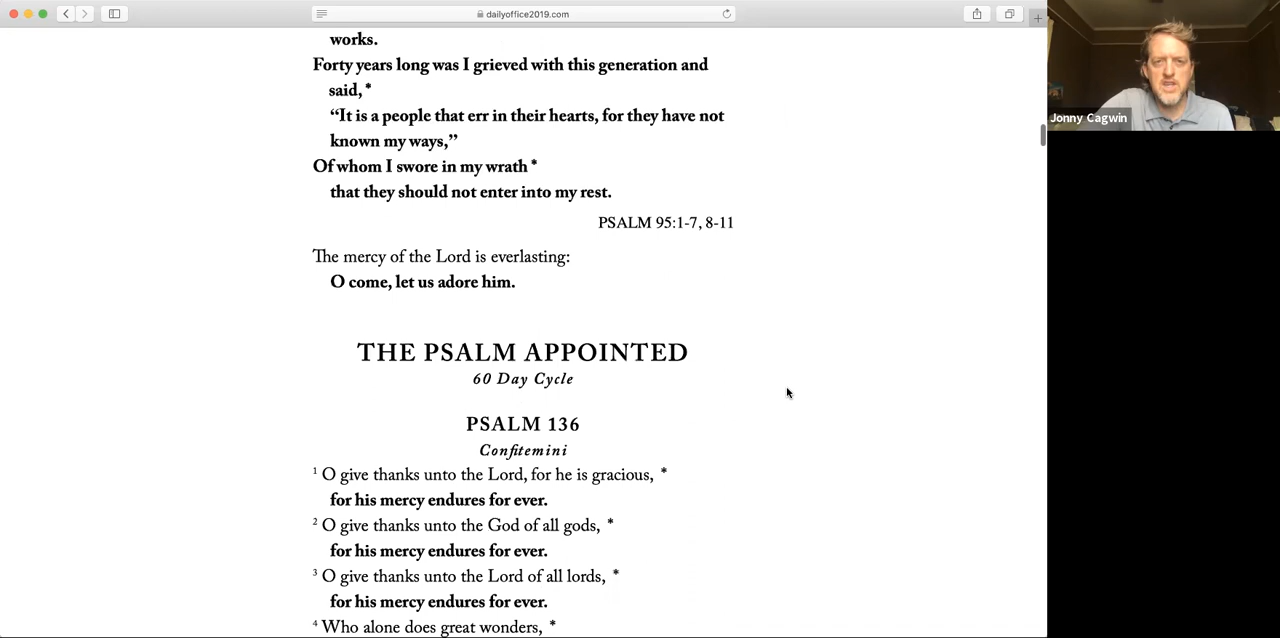 dailyoffice2019.com
works.
Forty years long was I grieved with this generation and
said, *
“It is a people that err in their hearts, for they have not
known my ways,”
Of whom I swore in my wrath *
that they should not enter into my rest.
PSALM 95:1-7, 8-11
The mercy of the Lord is everlasting:
O come, let us adore him.
THE PSALM APPOINTED
60 Day Cycle
PSALM 136
Confitemini
1 O give thanks unto the Lord, for he is gracious, *
for his mercy endures for ever.
2 O give thanks unto the God of all gods, *
for his mercy endures for ever.
3 O give thanks unto the Lord of all lords, *
for his mercy endures for ever.
4 Who alone does great wonders, *
Jonny Cagwin